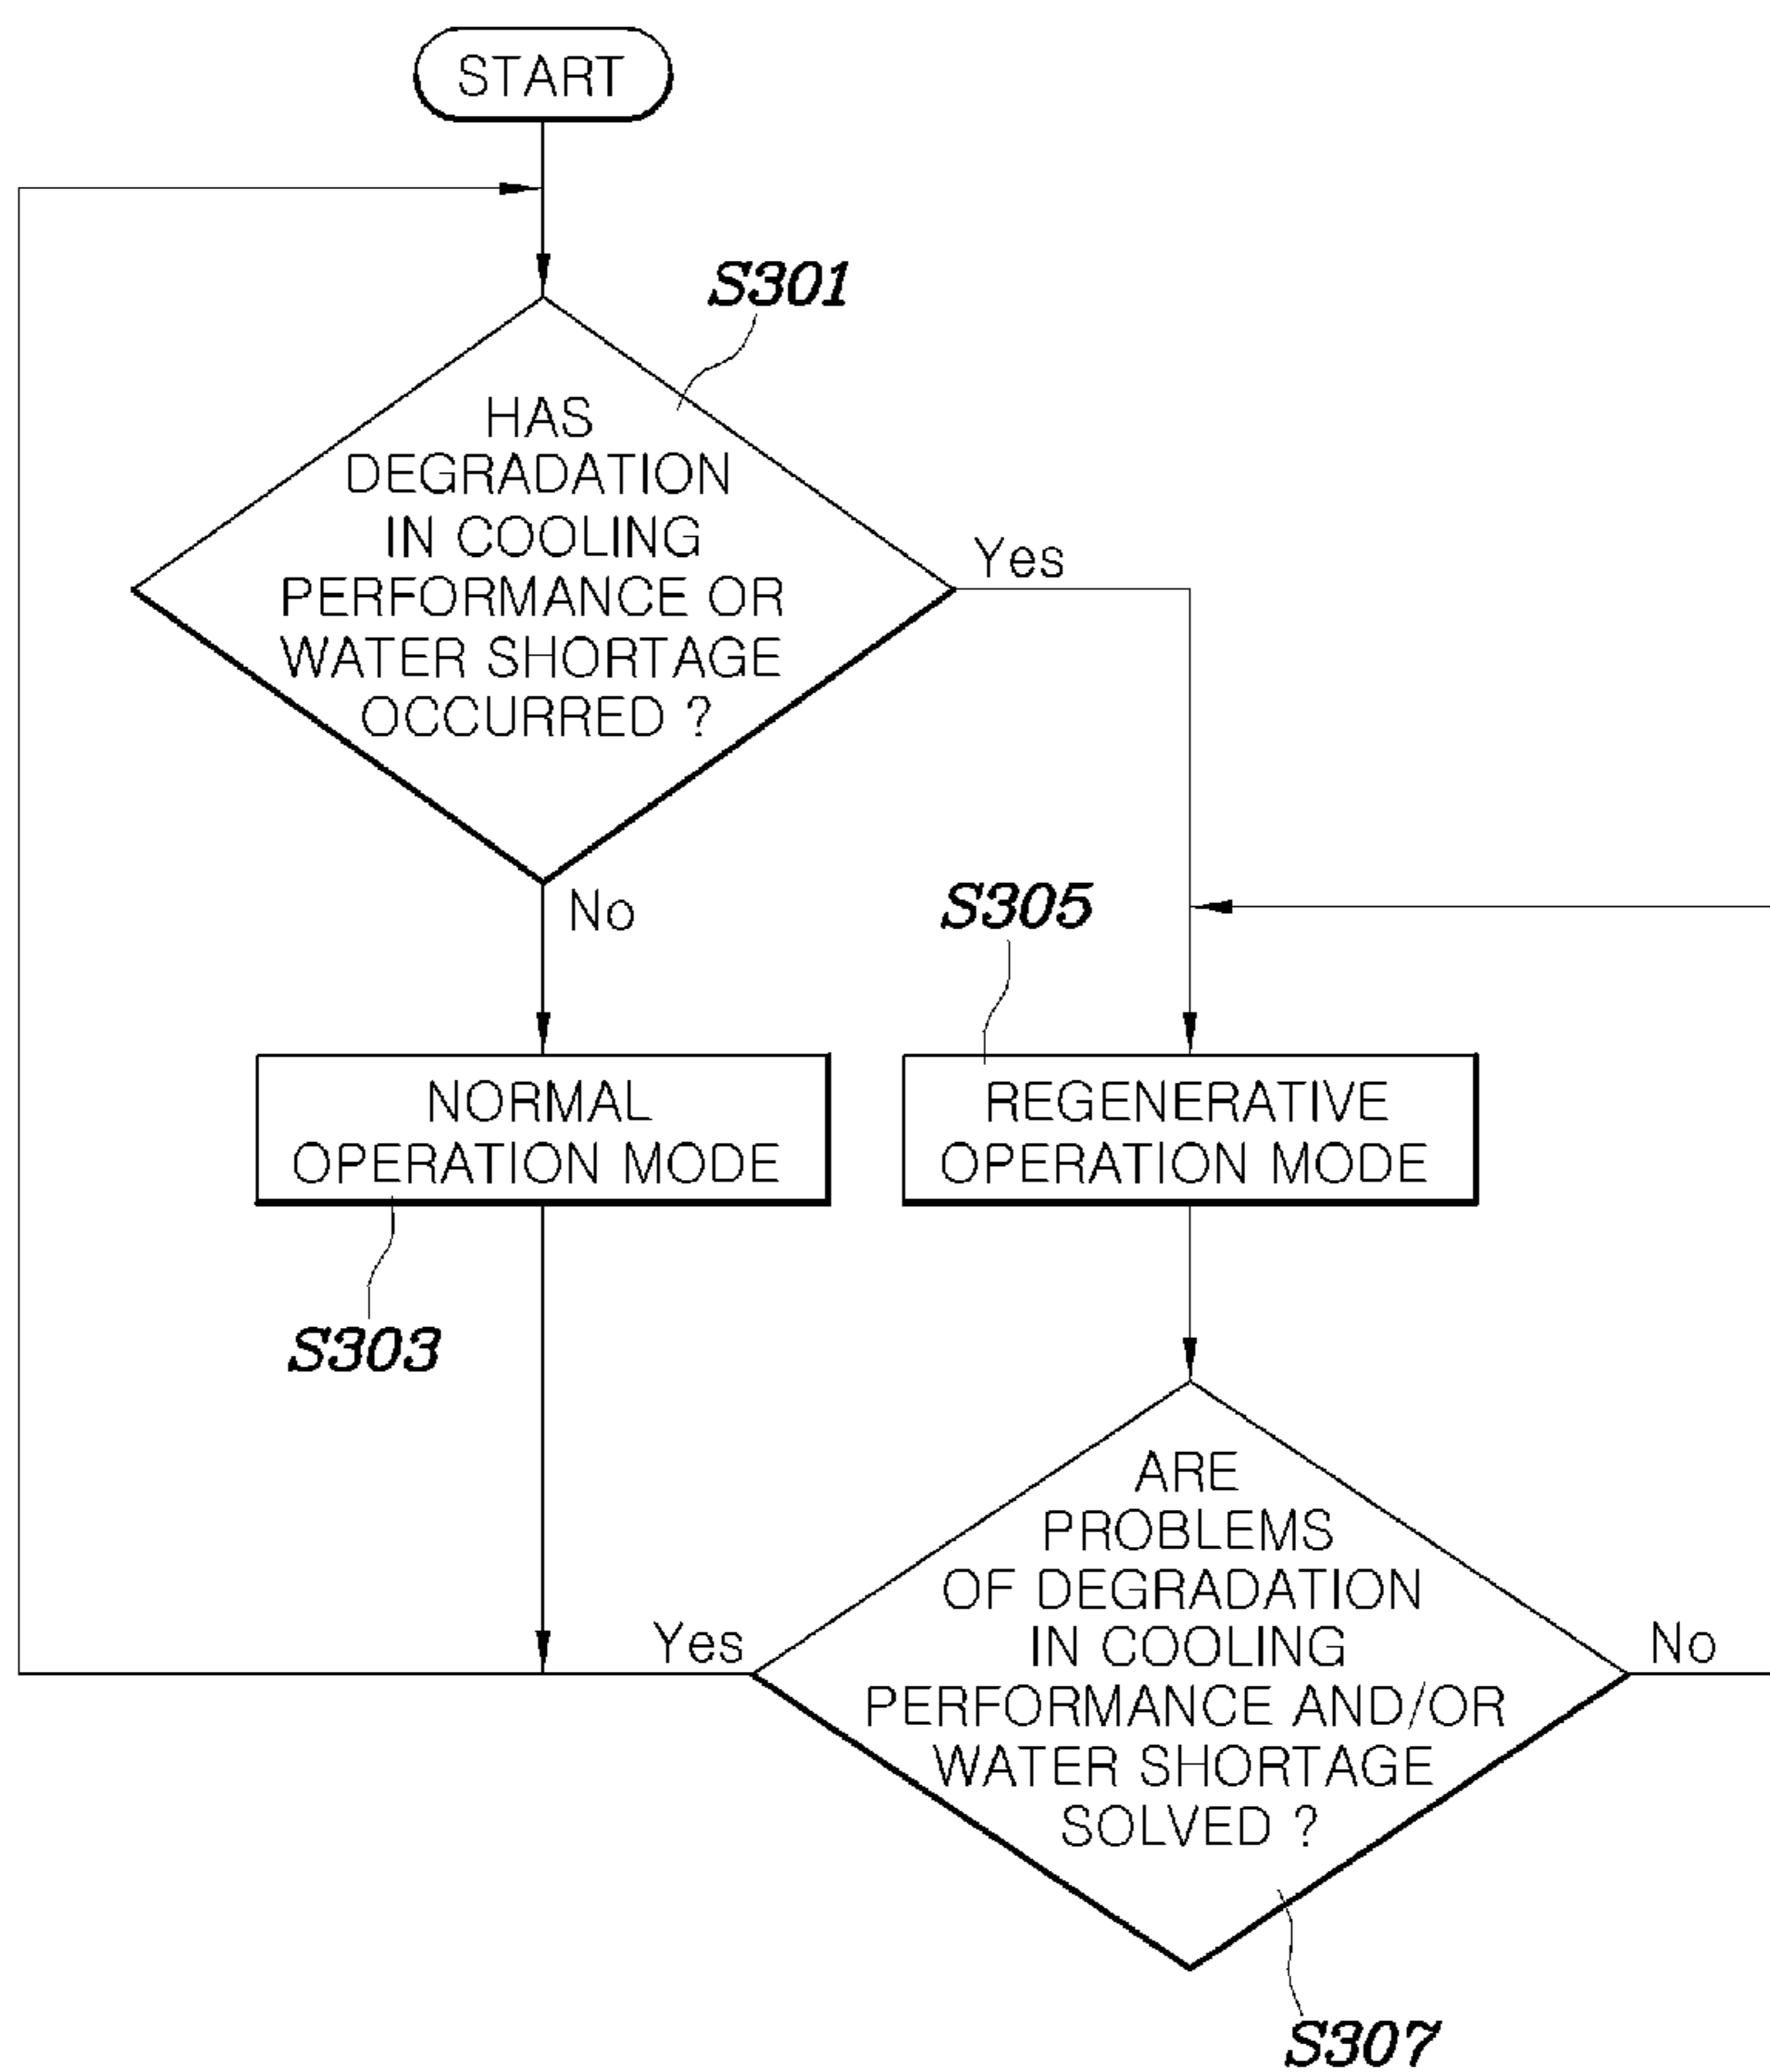 START
S301
HAS
DEGRADATION
IN COOLING
PERFORMANCE OR
WATER SHORTAGE
OCCURRED ?
Yes
No
S305
NORMAL
OPERATION MODE
REGENERATIVE
OPERATION MODE
S303
ARE
PROBLEMS
OF DEGRADATION
IN COOLING
PERFORMANCE AND/OR
WATER SHORTAGE
SOLVED ?
Yes
No
S307